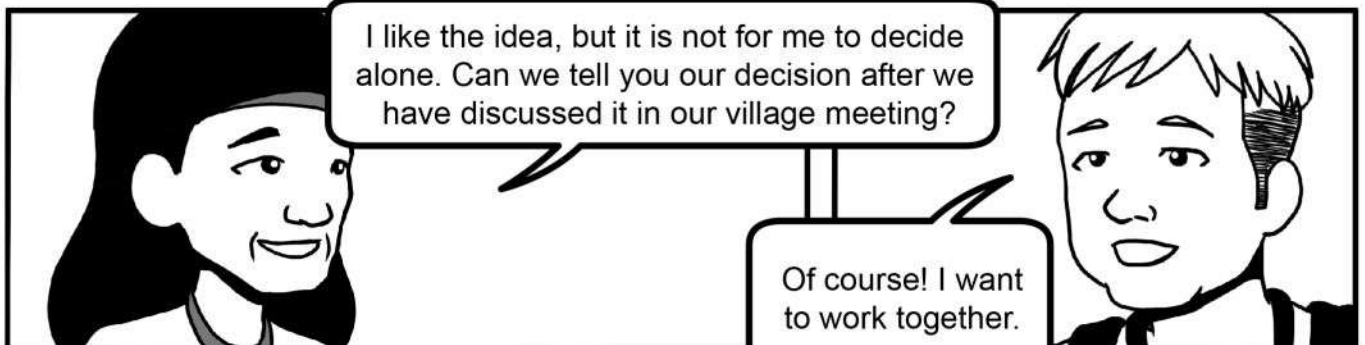 I like the idea, but it is not for me to decide
alone. Can we tell you our decision after we
have discussed it in our village meeting?
Of course! I want
to work together.